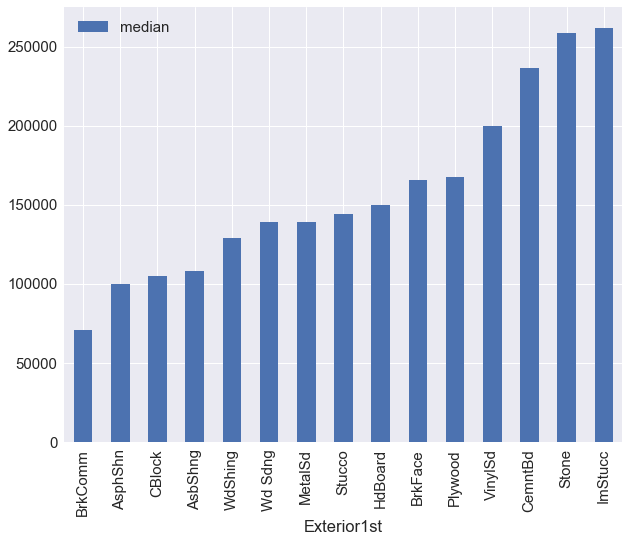 median
250000
200000
150000
100000
50000
0
BrkComm
AsphShn
CBlock
AsbShng
WdShing
Wd Sdng
MetalSd
Stucco
HdBoard
BrkFace
Plywood
VinylSd
CemntBd
Stone
ImStucc
Exterior1st